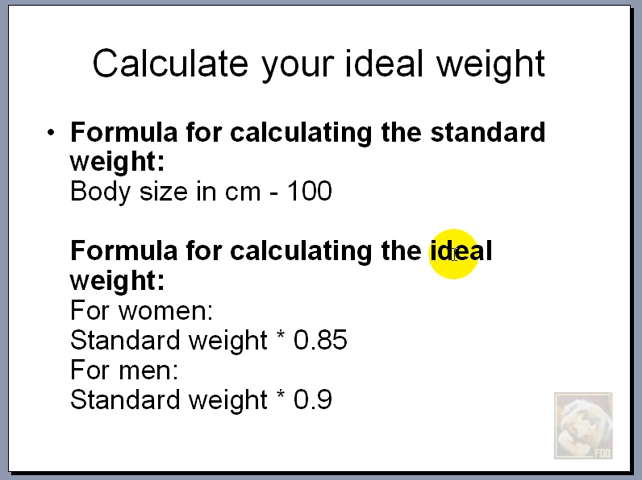 Calculate your ideal weight
• Formula for calculating the standard
weight:
Body size in cm - 100
Formula for calculating the ideal
weight:
For women:
Standard weight * 0.85
For men:
Standard weight * 0.9
FOO